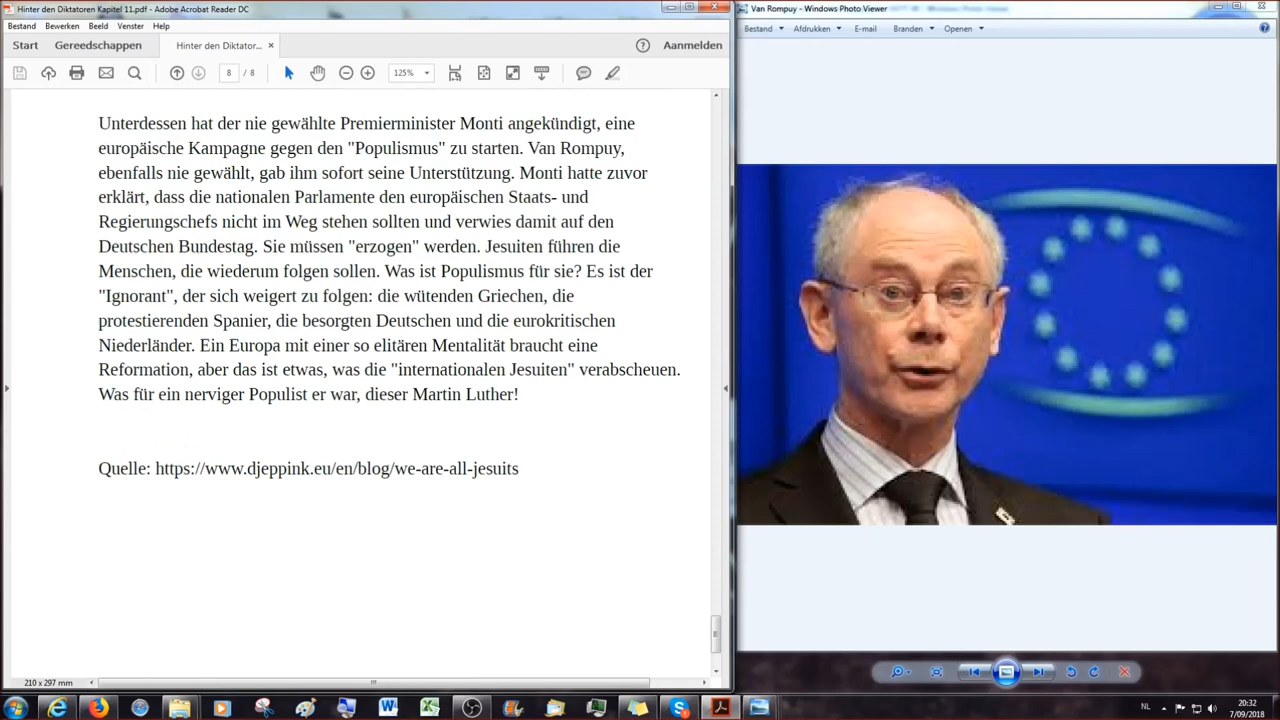 Hinter den Diktatoren Kapitel 11.pdf - Adobe Acrobat Reader DC
Bestand Bewerken Beeld Venster Help
Start Gereedschappen Hinter den Diktator... × Aanmelden
8 / 8 125%
Unterdessen hat der nie gewählte Premierminister Monti angekündigt, eine
europäische Kampagne gegen den "Populismus" zu starten. Van Rompuy,
ebenfalls nie gewählt, gab ihm sofort seine Unterstützung. Monti hatte zuvor
erklärt, dass die nationalen Parlamente den europäischen Staats- und
Regierungschefs nicht im Weg stehen sollten und verwies damit auf den
Deutschen Bundestag. Sie müssen "erzogen" werden. Jesuiten führen die
Menschen, die wiederum folgen sollen. Was ist Populismus für sie? Es ist der
"Ignorant", der sich weigert zu folgen: die wütenden Griechen, die
protestierenden Spanier, die besorgten Deutschen und die eurokritischen
Niederländer. Ein Europa mit einer so elitären Mentalität braucht eine
Reformation, aber das ist etwas, was die "internationalen Jesuiten" verabscheuen.
Was für ein nerviger Populist er war, dieser Martin Luther!
Quelle: https://www.djeppink.eu/en/blog/we-are-all-jesuits
210 x 297 mm
Van Rompuy - Windows Photo Viewer
Bestand Afdrukken E-mail Branden Openen
NL
20:32
7/09/2018